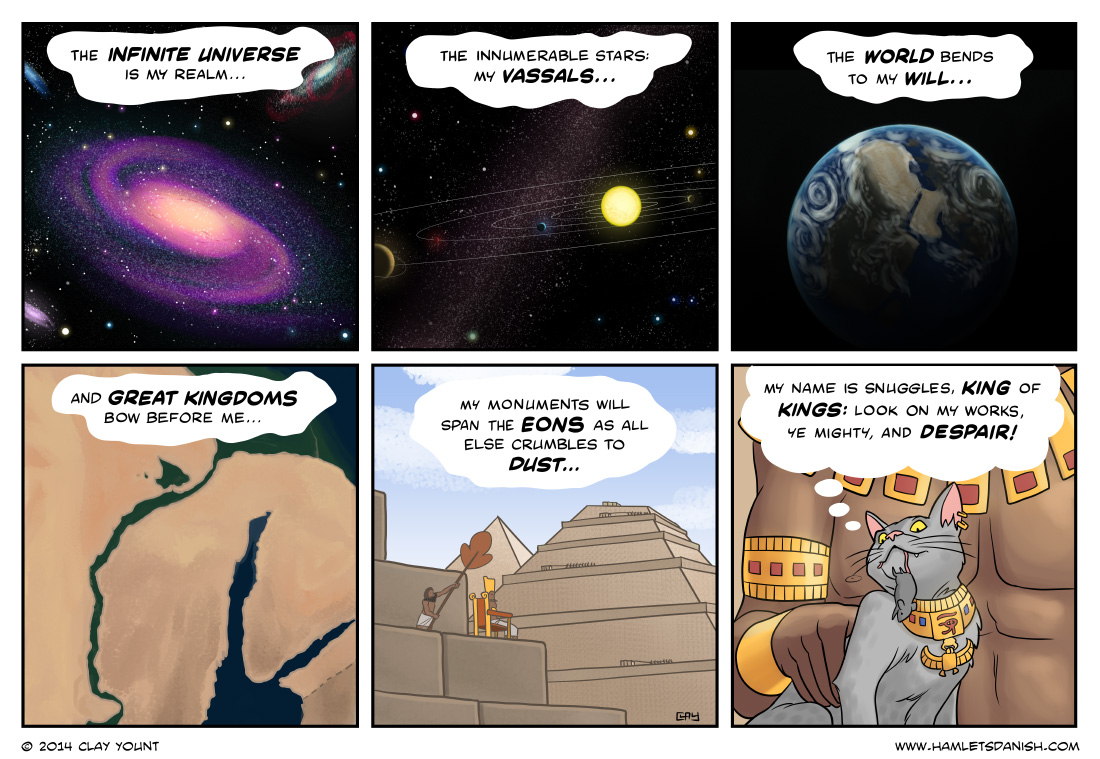 THE INFINITE UNIVERSE
IS MY REALM...
THE INNUMERABLE STARS:
MY VASSALS...
THE WORLD BENDS
TO MY WILL...
AND GREAT KINGDOMS
BOW BEFORE ME...
MY MONUMENTS WILL
SPAN THE EONS AS ALL
ELSE CRUMBLES TO
DUST...
CLAY
MY NAME IS SNUGGLES, KING OF
KINGS: LOOK ON MY WORKS,
YE MIGHTY, AND DESPAIR!
© 2014 CLAY YOUNT
WWW.HAMLETSDANISH.COM